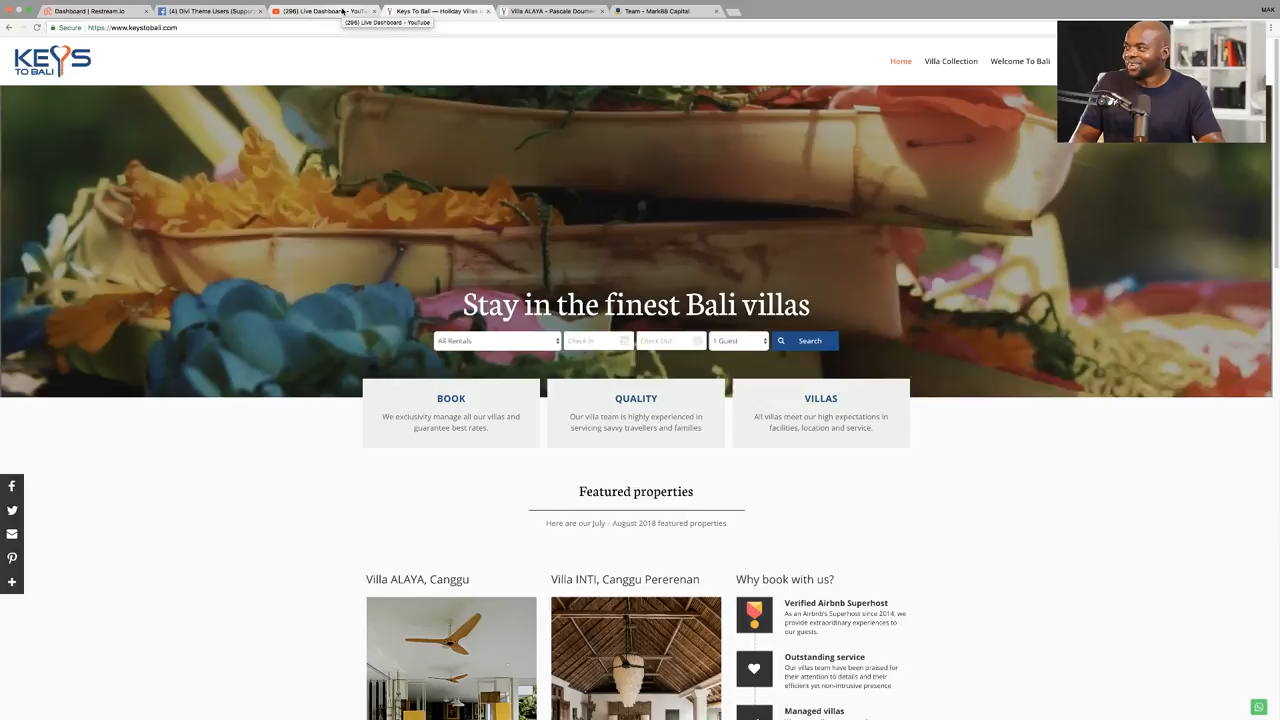 Dashboard | Restream.io
(4) Divi Theme Users (Suppor
(296) Live Dashboard - YouTu
Keys To Bali — Holiday Villas i
Villa ALAYA - Pascale Doumen
Team - Mark88 Capital
MAK
(296) Live Dashboard - YouTube
Secure | https://www.keystobali.com
KEYS
TO BALI
Home
Villa Collection
Welcome To Bali
Stay in the finest Bali villas
All Rentals
Check In
Check Out
1 Guest
Search
BOOK
We exclusivity manage all our villas and
guarantee best rates.
QUALITY
Our villa team is highly experienced in
servicing savvy travellers and families
VILLAS
All villas meet our high expectations in
facilities, location and service.
Featured properties
Here are our July - August 2018 featured properties
Villa ALAYA, Canggu
Villa INTI, Canggu Pererenan
Why book with us?
Verified Airbnb Superhost
As an Airbnb's Superhost since 2014, we
provide extraordinary experiences to
our guests.
Outstanding service
Our villas team have been praised for
their attention to details and their
efficient yet non-intrusive presence
Managed villas